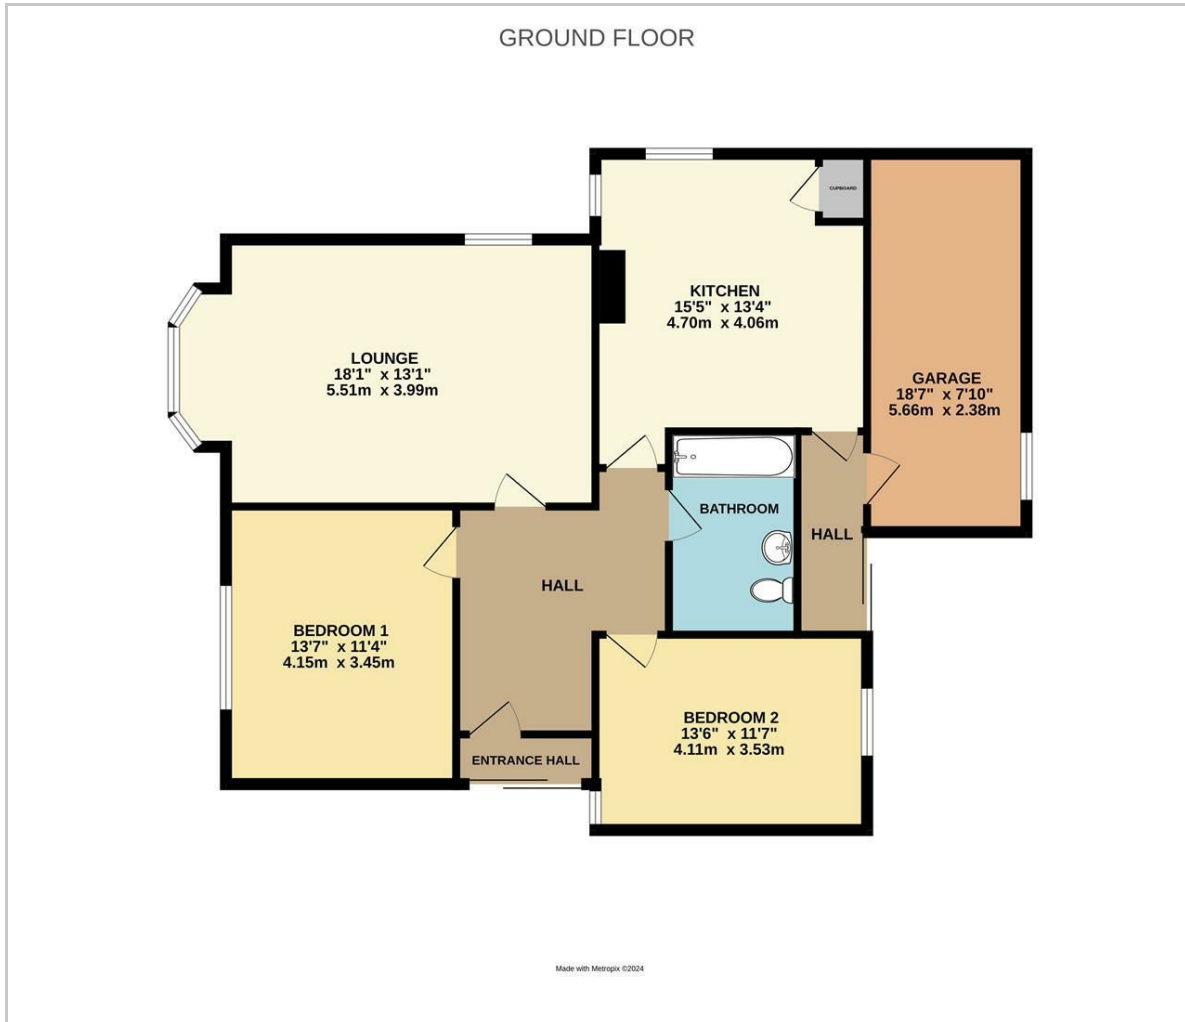 GROUND FLOOR
CUPBOARD
KITCHEN
15'5" x 13'4"
4.70m x 4.06m
LOUNGE
18'1" x 13'1"
5.51m x 3.99m
GARAGE
18'7" x 7'10"
5.66m x 2.38m
BATHROOM
HALL
HALL
BEDROOM 1
13'7" x 11'4"
4.15m x 3.45m
BEDROOM 2
13'6" x 11'7"
4.11m x 3.53m
ENTRANCE HALL
Made with Metropix ©2024